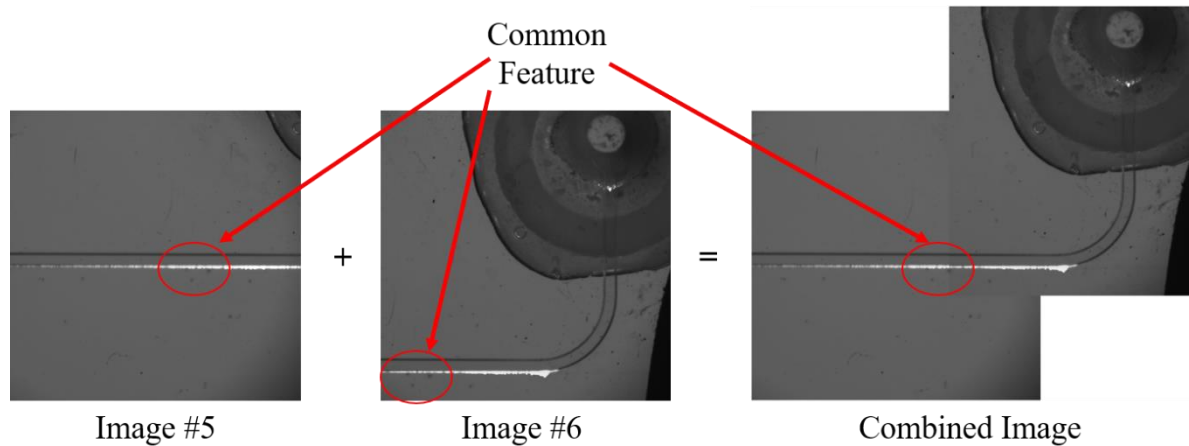 Common
Feature
+
=
Image #5
Image #6
Combined Image